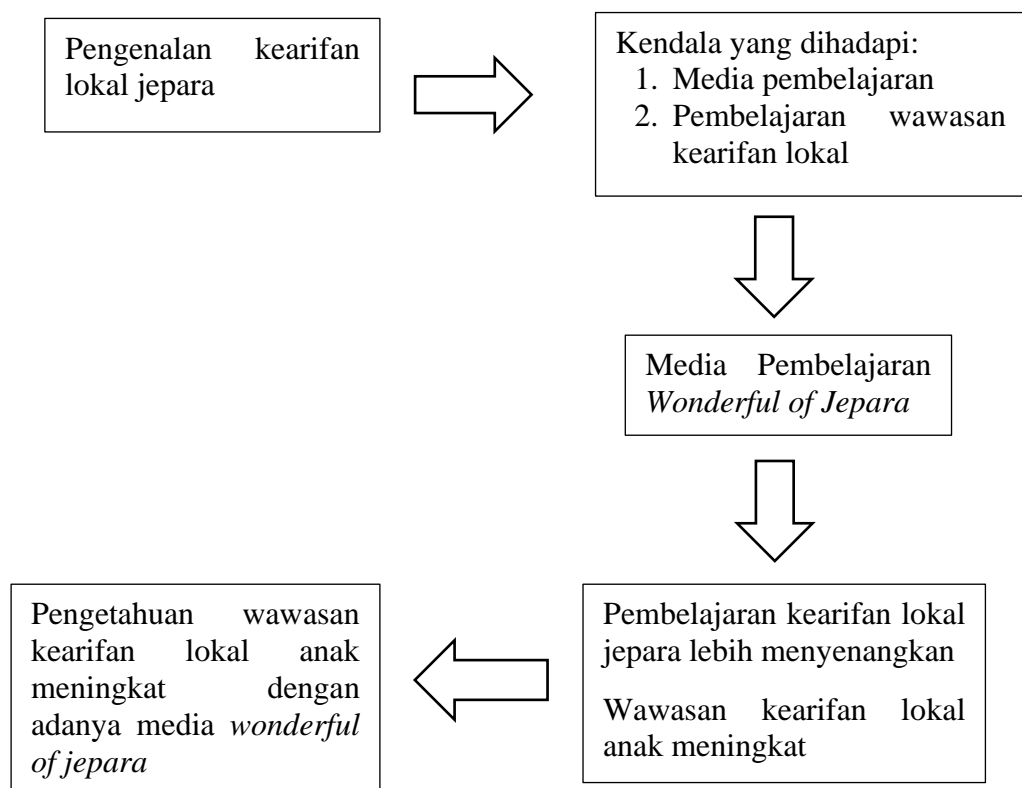 Pengenalan kearifan
lokal jepara
Kendala yang dihadapi:
1. Media pembelajaran
2. Pembelajaran wawasan
kearifan lokal
Media Pembelajaran
Wonderful of Jepara
Pembelajaran kearifan lokal
jepara lebih menyenangkan
Wawasan kearifan lokal
anak meningkat
Pengetahuan wawasan
kearifan lokal anak
meningkat dengan
adanya media wonderful
of jepara